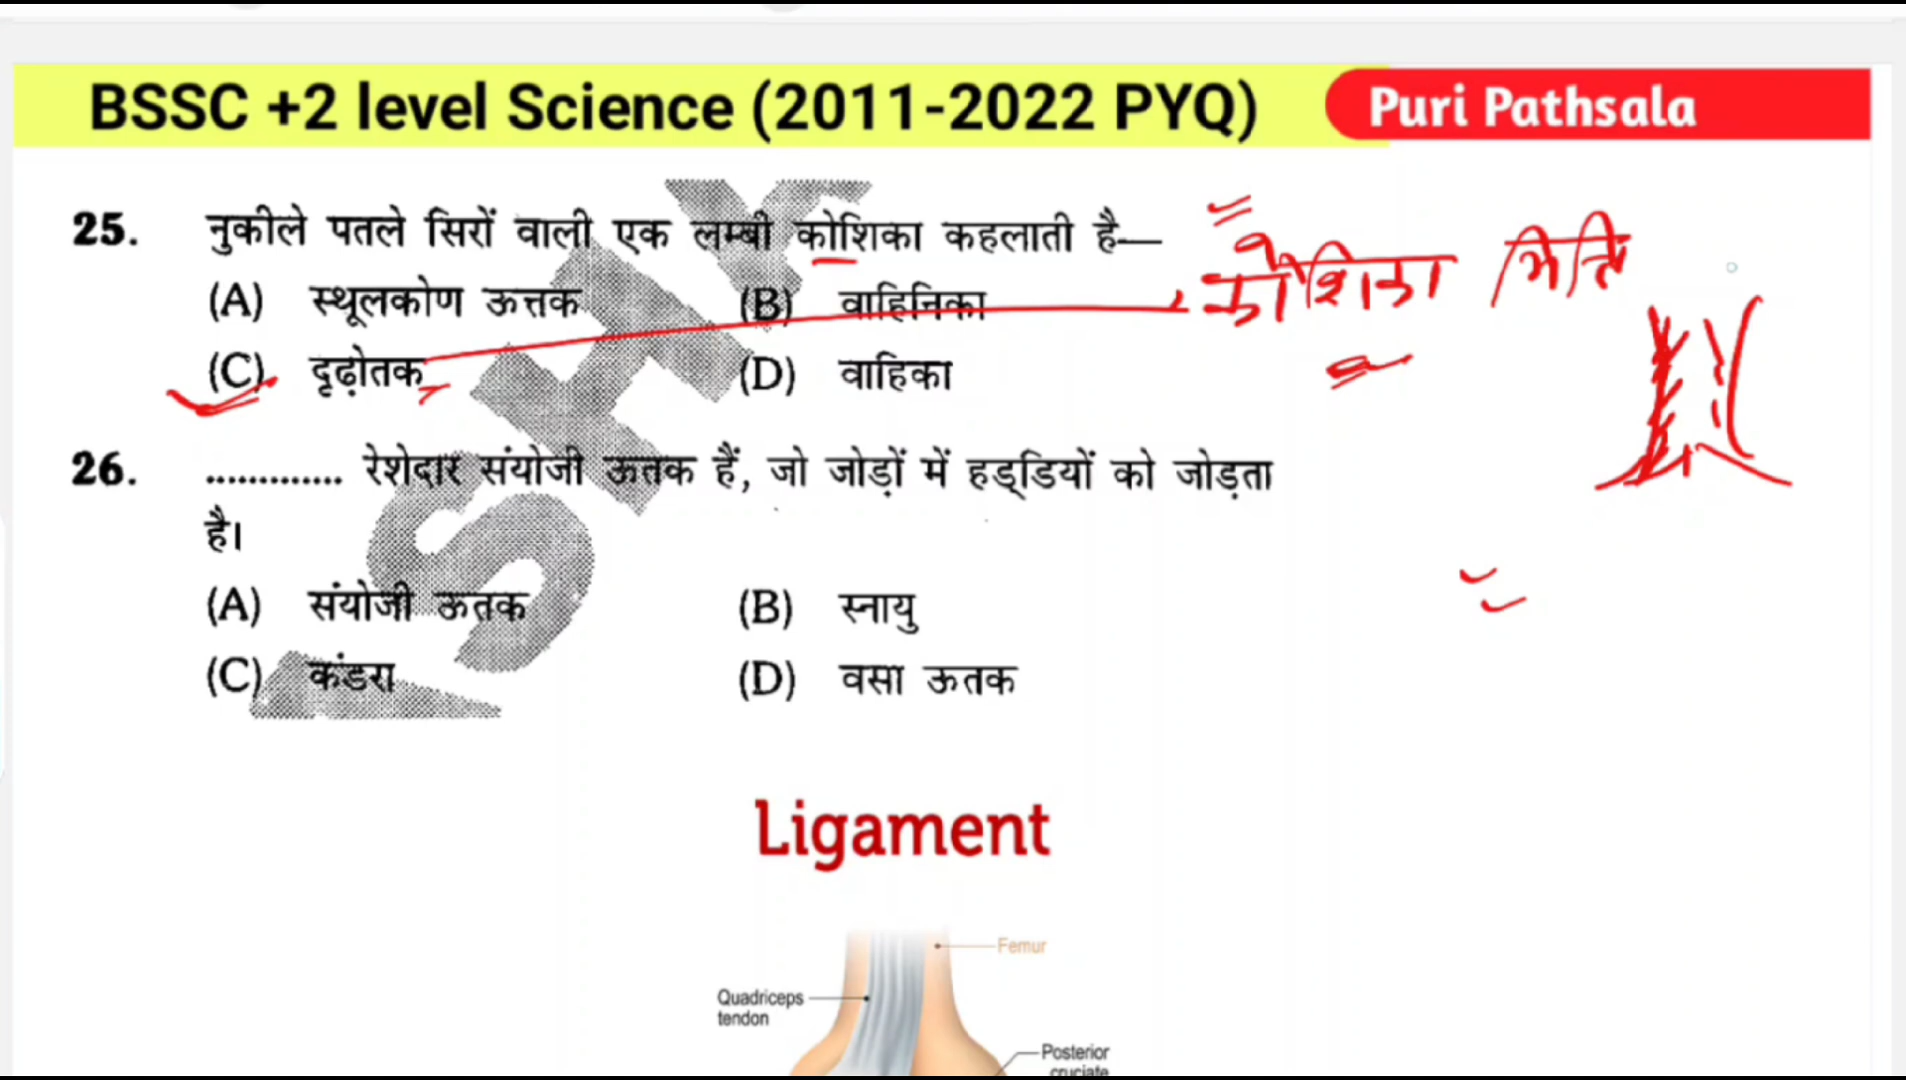 BSSC +2 level Science (2011-2022 PYQ)
Puri Pathsala
25. नुकीले पतले सिरों वाली एक लम्बी कोशिका कहलाती है—
(A) स्थूलकोण ऊत्तक (B) वाहिनिका
(C) दृढ़ोतक (D) वाहिका
कोशिका भित्ति
26. ............. रेशेदार संयोजी ऊतक हैं, जो जोड़ों में हड्डियों को जोड़ता
है।
(A) संयोजी ऊतक (B) स्नायु
(C) कंडरा (D) वसा ऊतक
Ligament
Femur
Quadriceps
tendon
Posterior
cruciate